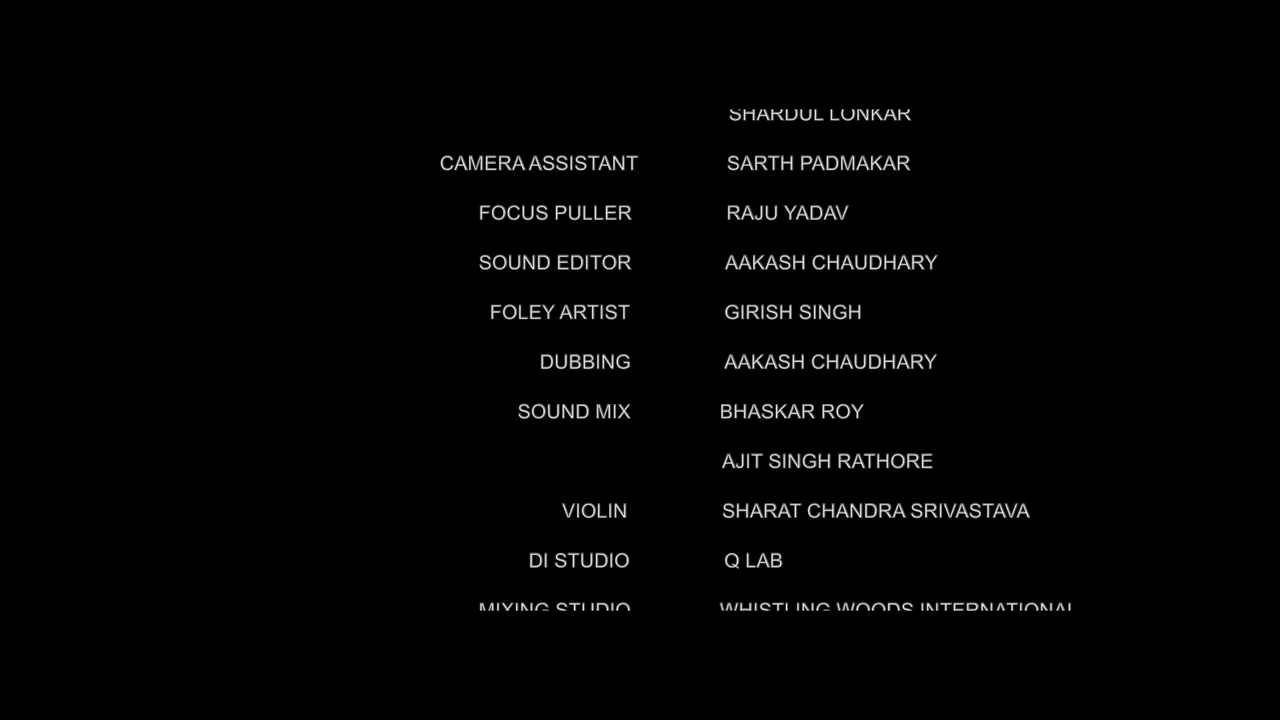 SHARDUL LONKAR
CAMERA ASSISTANT SARTH PADMAKAR
FOCUS PULLER RAJU YADAV
SOUND EDITOR AAKASH CHAUDHARY
FOLEY ARTIST GIRISH SINGH
DUBBING AAKASH CHAUDHARY
SOUND MIX BHASKAR ROY
AJIT SINGH RATHORE
VIOLIN SHARAT CHANDRA SRIVASTAVA
DI STUDIO Q LAB
MIXING STUDIO WHISTLING WOODS INTERNATIONAL